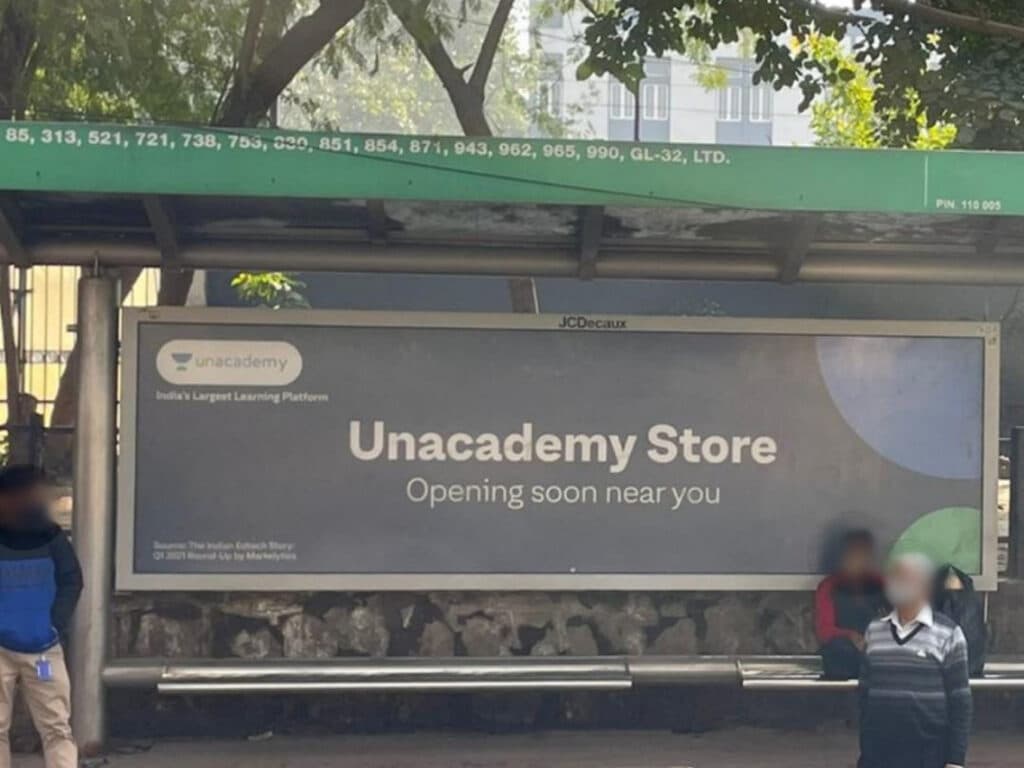 85, 313, 521, 721, 738, 753, 830, 851, 854, 871, 943, 962, 965, 990, GL-32, LTD.
PIN. 110 005
JCDecaux
unacademy
India's Largest Learning Platform
Unacademy Store
Opening soon near you
Source: The Indian Edtech Story:
Q1 2021 Round-Up by Markelytics